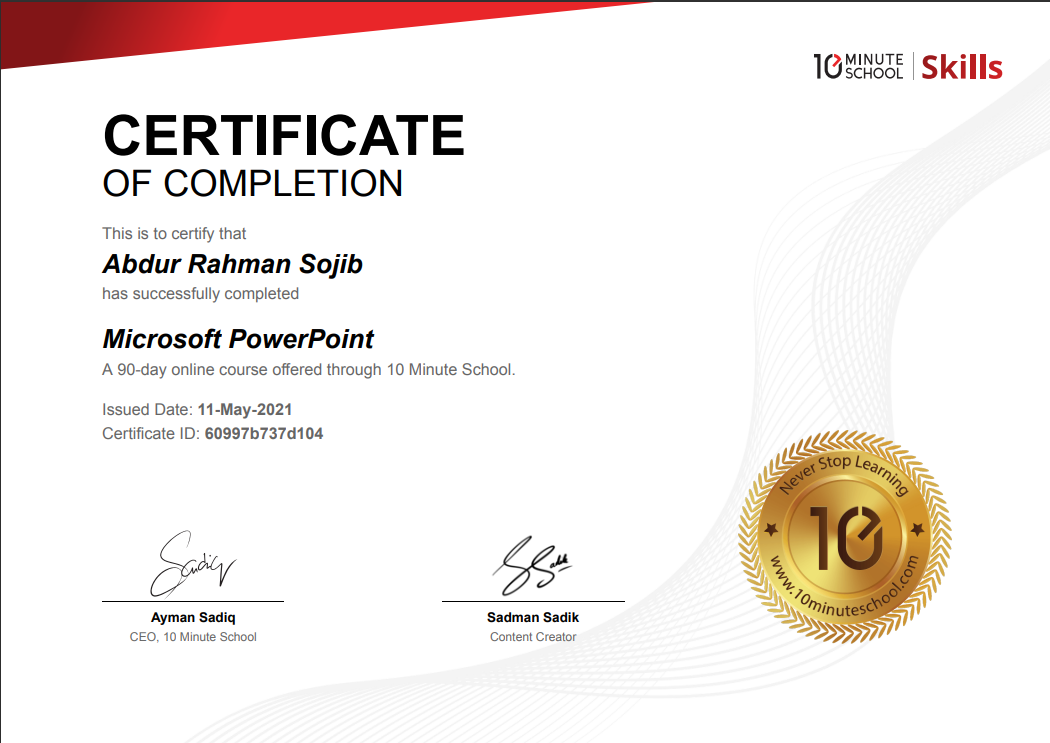 10 MINUTE SCHOOL Skills
CERTIFICATE
OF COMPLETION
This is to certify that
Abdur Rahman Sojib
has successfully completed
Microsoft PowerPoint
A 90-day online course offered through 10 Minute School.
Issued Date: 11-May-2021
Certificate ID: 60997b737d104
Ayman Sadiq
CEO, 10 Minute School
Sadman Sadik
Content Creator
Never Stop Learning
10
www.10minuteschool.com